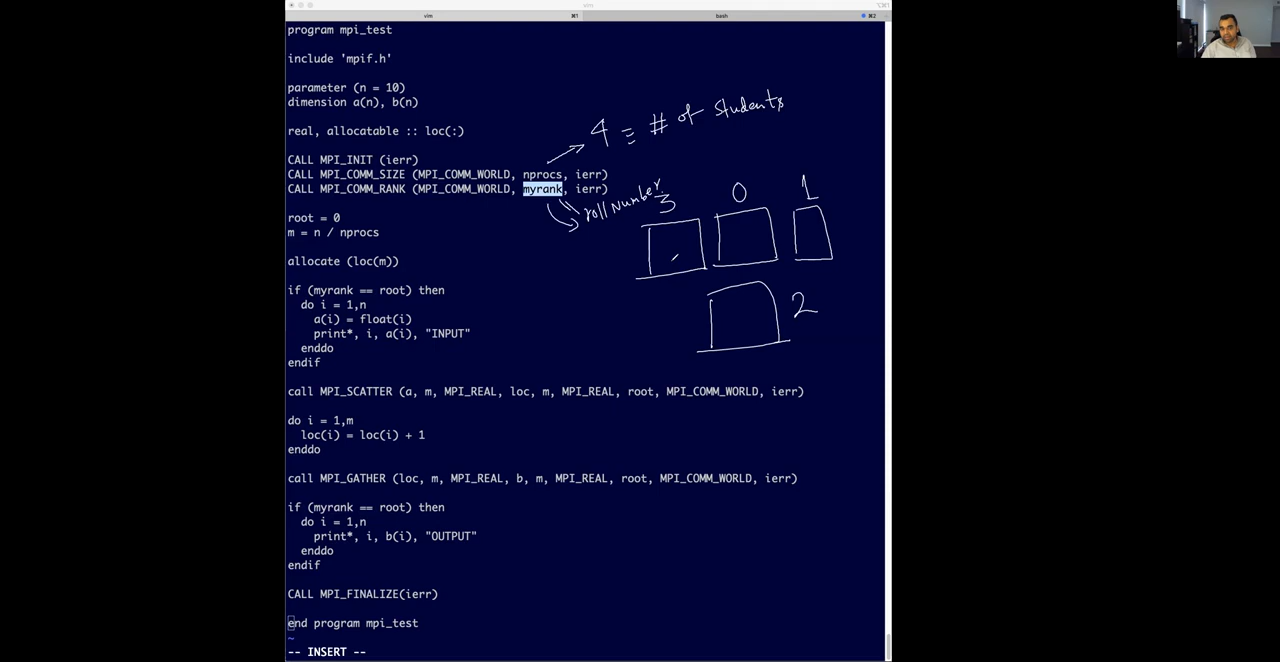 vim
vim ⌘1 bash ⌘2
program mpi_test
include 'mpif.h'
parameter (n = 10)
dimension a(n), b(n)
real, allocatable :: loc(:)
CALL MPI_INIT (ierr)
CALL MPI_COMM_SIZE (MPI_COMM_WORLD, nprocs, ierr)
CALL MPI_COMM_RANK (MPI_COMM_WORLD, myrank, ierr)
root = 0
m = n / nprocs
allocate (loc(m))
if (myrank == root) then
do i = 1,n
a(i) = float(i)
print*, i, a(i), "INPUT"
enddo
endif
call MPI_SCATTER (a, m, MPI_REAL, loc, m, MPI_REAL, root, MPI_COMM_WORLD, ierr)
do i = 1,m
loc(i) = loc(i) + 1
enddo
call MPI_GATHER (loc, m, MPI_REAL, b, m, MPI_REAL, root, MPI_COMM_WORLD, ierr)
if (myrank == root) then
do i = 1,n
print*, i, b(i), "OUTPUT"
enddo
endif
CALL MPI_FINALIZE(ierr)
end program mpi_test
~
-- INSERT --
4 ≡ # of students
roll number
3 0 1
2